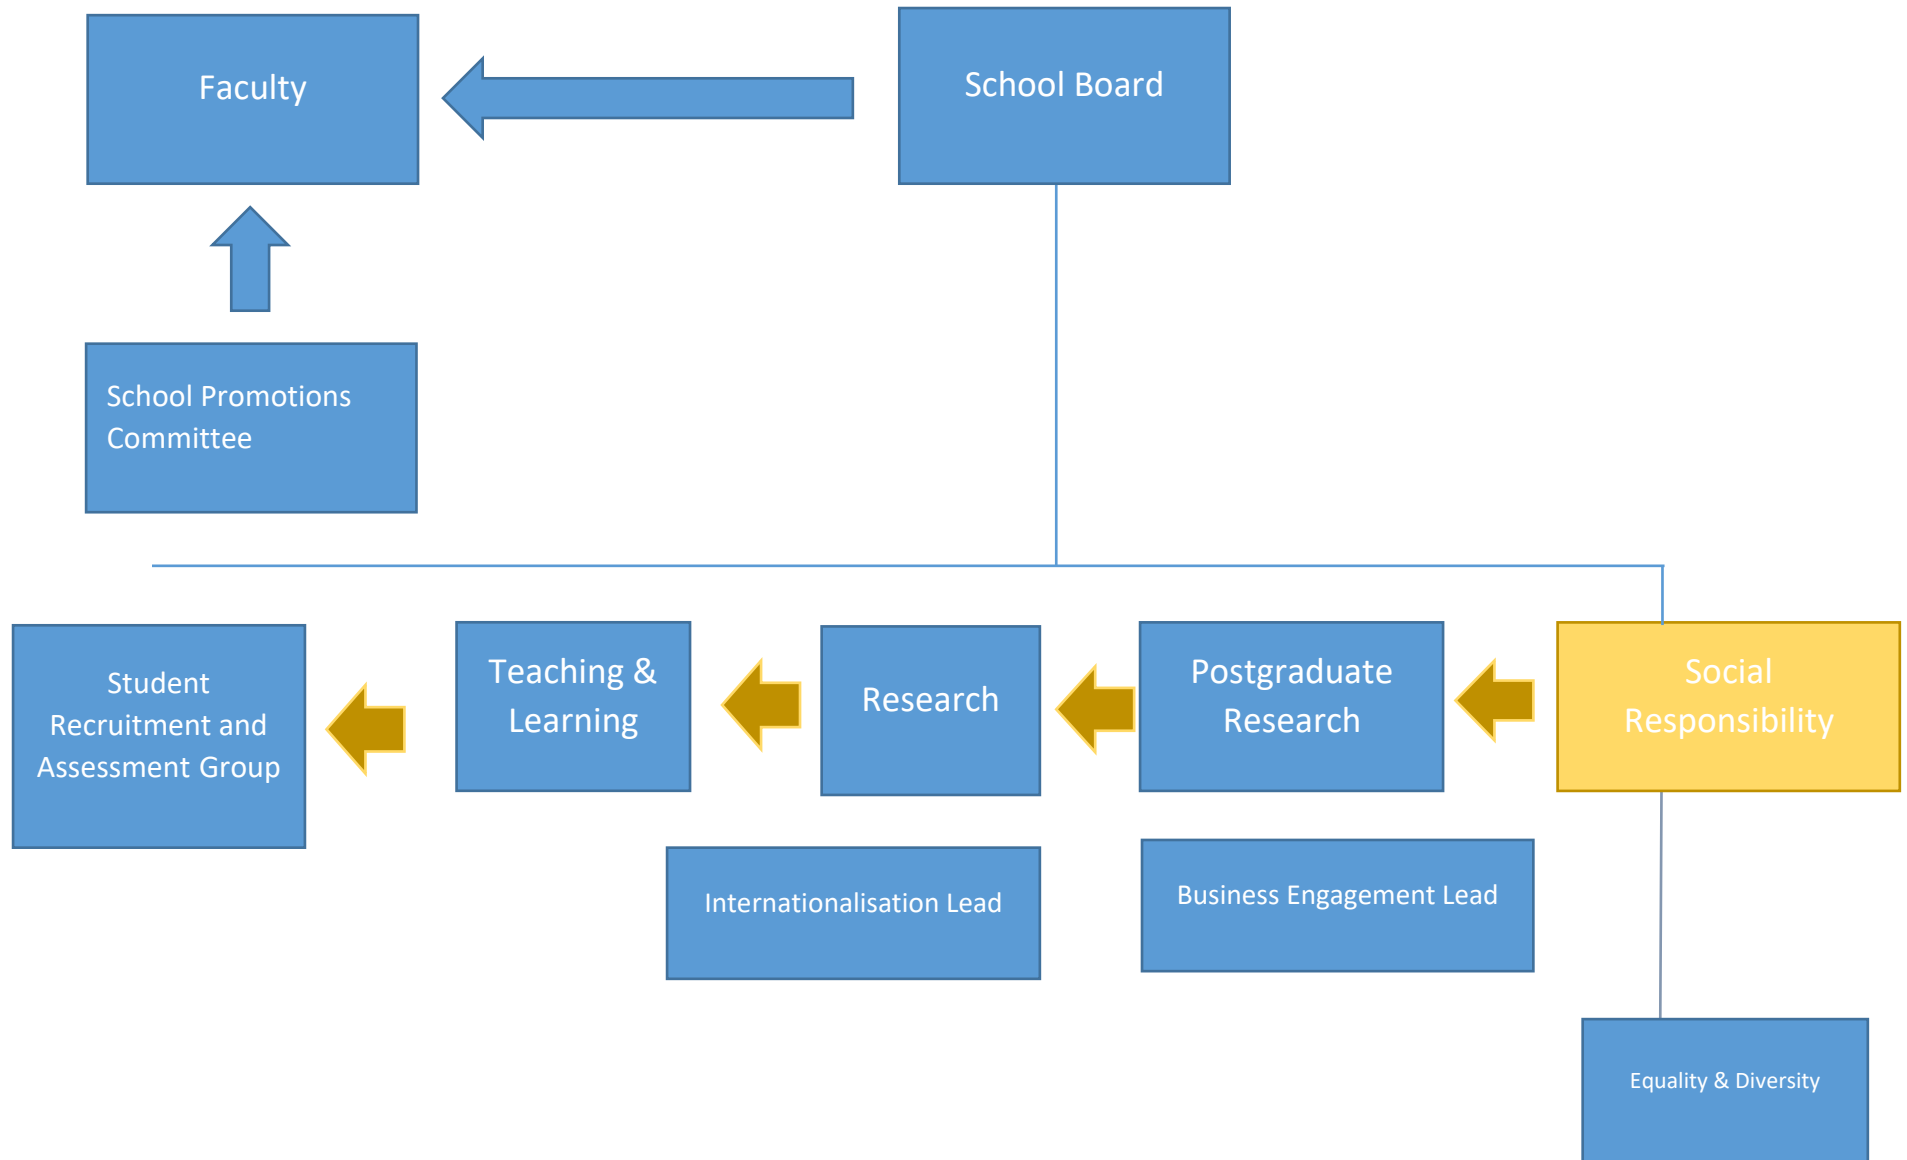 Faculty
School Board
School Promotions
Committee
Student
Recruitment and
Assessment Group
Teaching &
Learning
Research
Postgraduate
Research
Social
Responsibility
Internationalisation Lead
Business Engagement Lead
Equality & Diversity